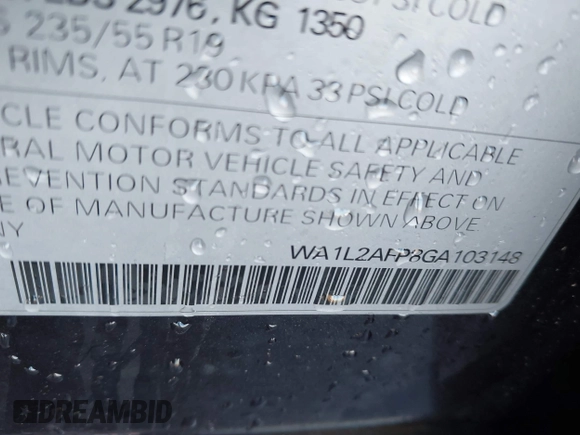 2976, KG 1350
235/55 R19
RIMS, AT 230 KPA 33 PSI COLD
CLE CONFORMS TO ALL APPLICABLE
RAL MOTOR VEHICLE SAFETY AND
EVENTION STANDARDS IN EFFECT ON
E OF MANUFACTURE SHOWN ABOVE
NY
WA1L2AFP8GA103148
DREAMBID